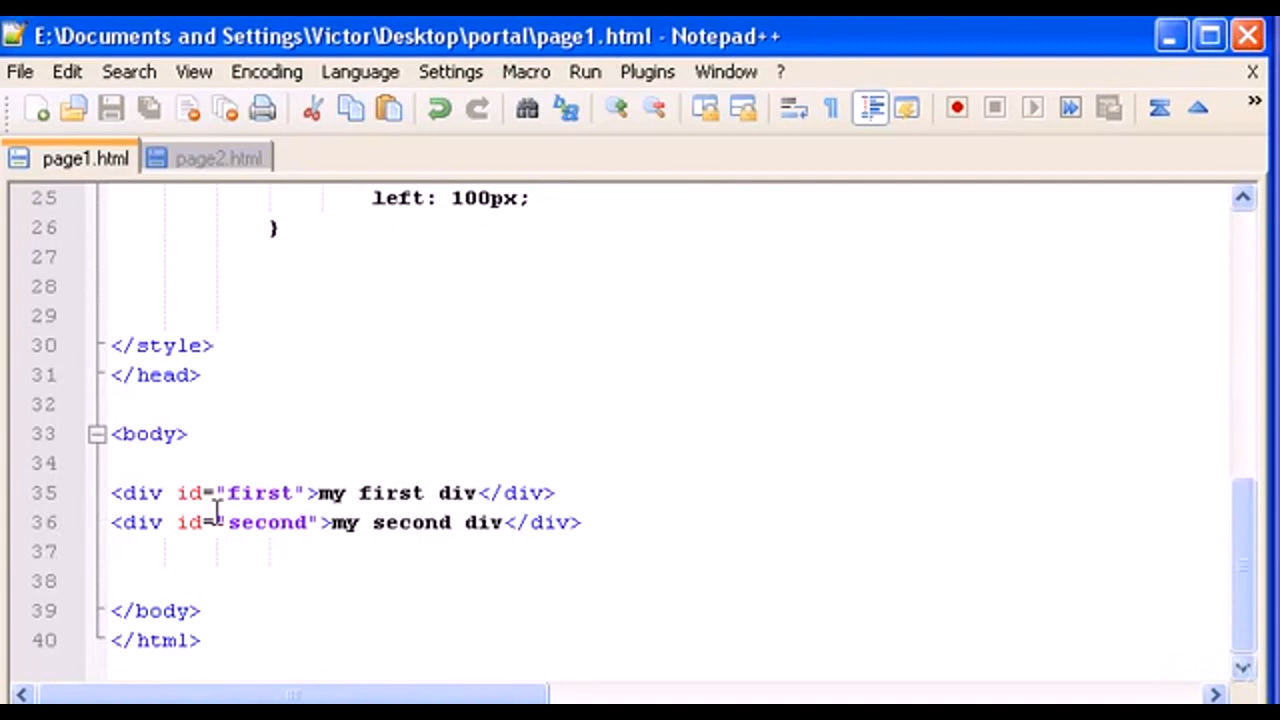 E:\Documents and Settings\Victor\Desktop\portal\page1.html - Notepad++
File Edit Search View Encoding Language Settings Macro Run Plugins Window ? X
page1.html page2.html
25 left: 100px;
26 }
27
28
29
30 </style>
31 </head>
32
33 <body>
34
35 <div id="first">my first div</div>
36 <div id="second">my second div</div>
37
38
39 </body>
40 </html>